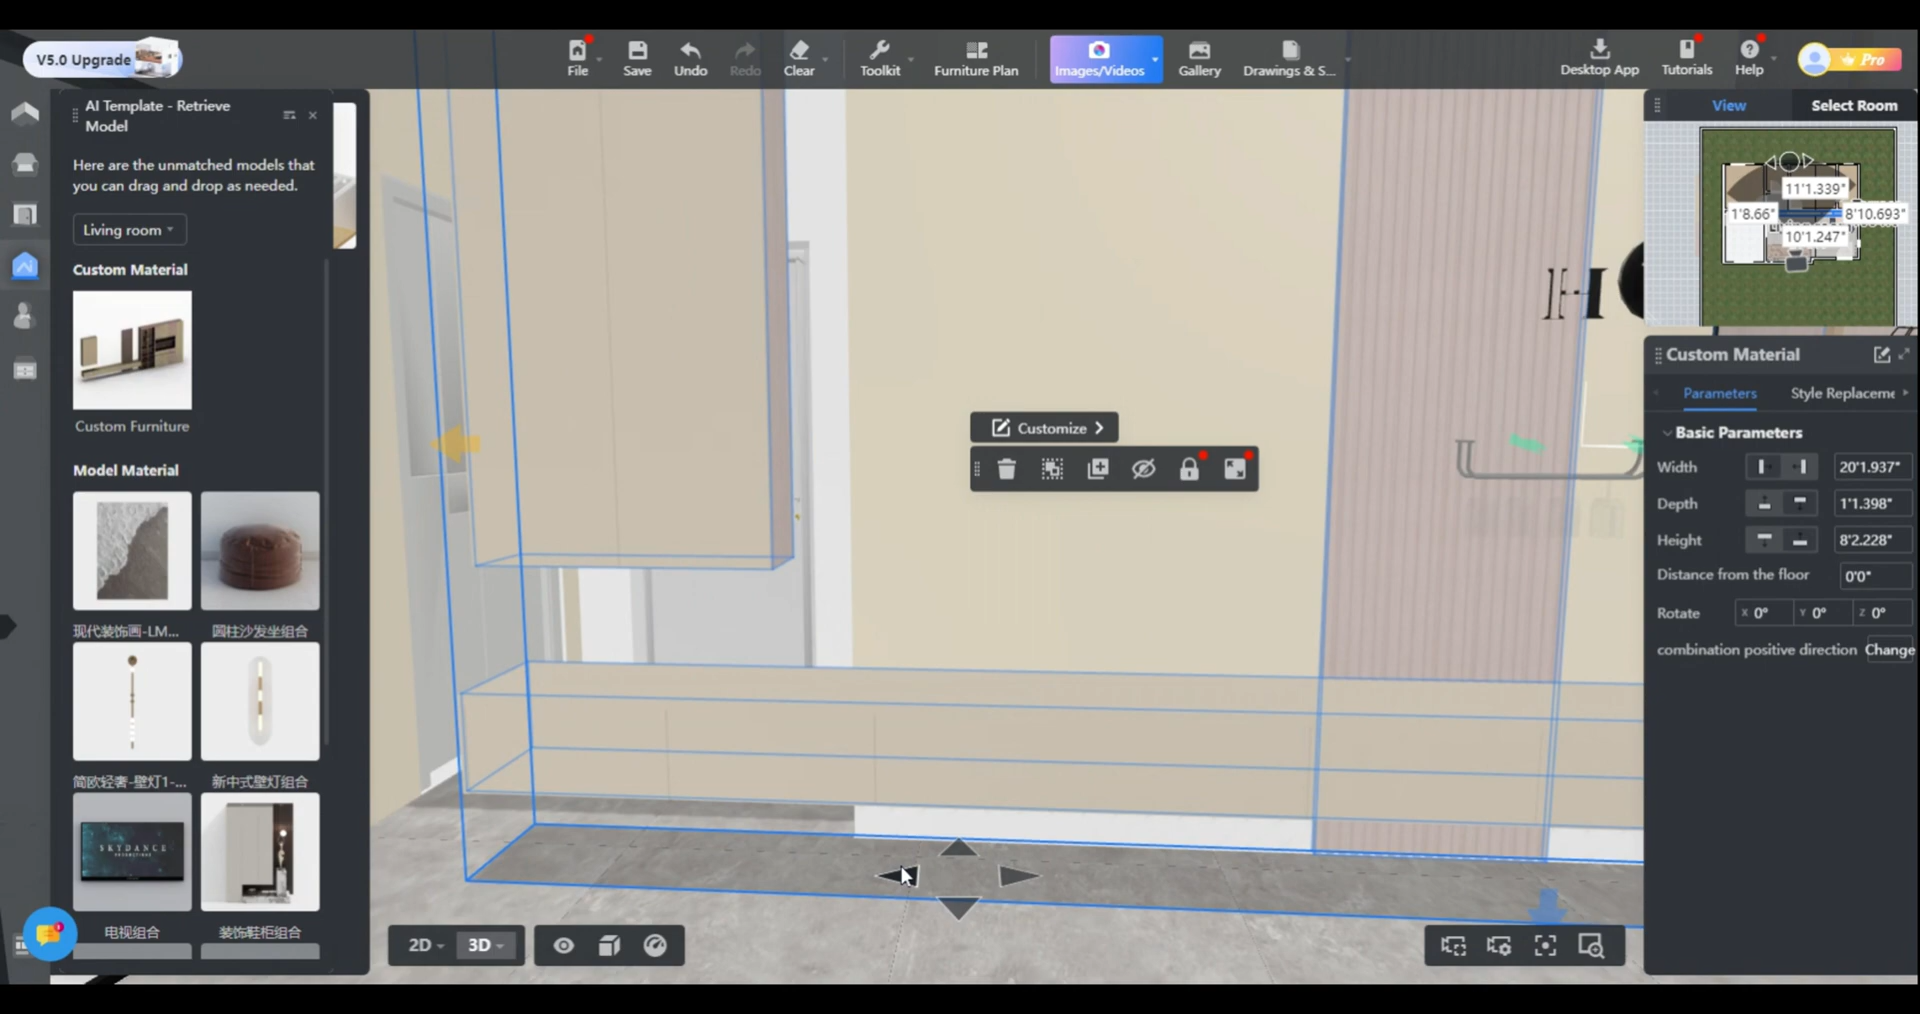 V5.0 Upgrade
File
Save
Undo
Redo
Clear
Toolkit
Furniture Plan
Images/Videos
Gallery
Drawings & S...
Desktop App
Tutorials
Help
Pro
AI Template - Retrieve
Model
Here are the unmatched models that
you can drag and drop as needed.
Living room
Custom Material
Custom Furniture
Model Material
现代装饰画-LM...
圆柱沙发坐组合
简欧轻奢-壁灯1-...
新中式壁灯组合
SKYDANCE
电视组合
装饰鞋柜组合
H
Customize
2D
3D
View
Select Room
11'1.339"
1'8.66"
8'10.693"
10'1.247"
Custom Material
Parameters
Style Replaceme
Basic Parameters
Width
20'1.937"
Depth
1'1.398"
Height
8'2.228"
Distance from the floor
0'0"
Rotate
X 0°
Y 0°
Z 0°
combination positive direction
Change